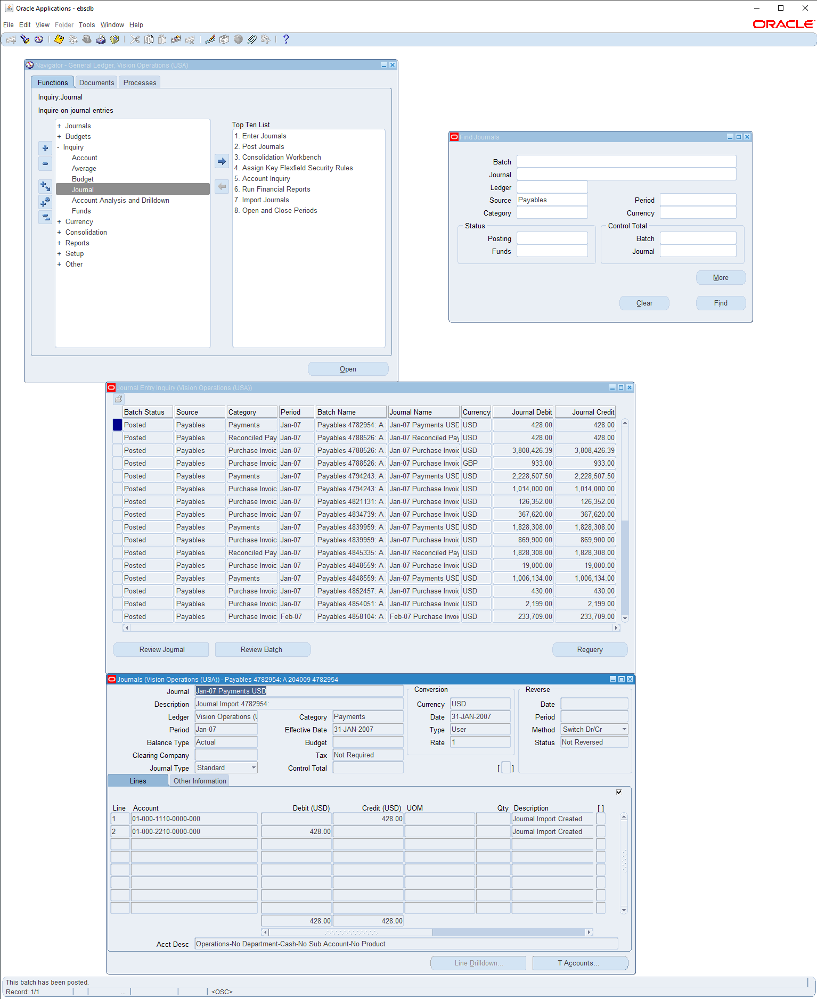 Oracle Applications - ebsdb
File Edit View Folder Tools Window Help
ORACLE
Navigator - General Ledger, Vision Operations (USA)
Functions Documents Processes
Inquiry:Journal
Inquire on journal entries
+ Journals
+ Budgets
- Inquiry
Account
Average
Budget
Journal
Account Analysis and Drilldown
Funds
+ Currency
+ Consolidation
+ Reports
+ Setup
+ Other
Top Ten List
1. Enter Journals
2. Post Journals
3. Consolidation Workbench
4. Assign Key Flexfield Security Rules
5. Account Inquiry
6. Run Financial Reports
7. Import Journals
8. Open and Close Periods
Open
Find Journals
Batch
Journal
Ledger
Source Payables Period
Category Currency
Status Control Total
Posting Batch
Funds Journal
More
Clear Find
Journal Entry Inquiry (Vision Operations (USA))
Batch Status Source Category Period Batch Name Journal Name Currency Journal Debit Journal Credit
Posted Payables Payments Jan-07 Payables 4782954: A Jan-07 Payments USD USD 428.00 428.00
Posted Payables Reconciled Pay Jan-07 Payables 4788526: A Jan-07 Reconciled Pay USD 428.00 428.00
Posted Payables Purchase Invoic Jan-07 Payables 4788526: A Jan-07 Purchase Invoic USD 3,808,426.39 3,808,426.39
Posted Payables Purchase Invoic Jan-07 Payables 4788526: A Jan-07 Purchase Invoic GBP 933.00 933.00
Posted Payables Payments Jan-07 Payables 4794243: A Jan-07 Payments USD USD 2,228,507.50 2,228,507.50
Posted Payables Purchase Invoic Jan-07 Payables 4794243: A Jan-07 Purchase Invoic USD 1,014,000.00 1,014,000.00
Posted Payables Purchase Invoic Jan-07 Payables 4821131: A Jan-07 Purchase Invoic USD 126,352.00 126,352.00
Posted Payables Purchase Invoic Jan-07 Payables 4834739: A Jan-07 Purchase Invoic USD 367,620.00 367,620.00
Posted Payables Payments Jan-07 Payables 4839959: A Jan-07 Payments USD USD 1,828,308.00 1,828,308.00
Posted Payables Purchase Invoic Jan-07 Payables 4839959: A Jan-07 Purchase Invoic USD 869,900.00 869,900.00
Posted Payables Reconciled Pay Jan-07 Payables 4845335: A Jan-07 Reconciled Pay USD 1,828,308.00 1,828,308.00
Posted Payables Purchase Invoic Jan-07 Payables 4848559: A Jan-07 Purchase Invoic USD 19,000.00 19,000.00
Posted Payables Payments Jan-07 Payables 4848559: A Jan-07 Payments USD USD 1,006,134.00 1,006,134.00
Posted Payables Purchase Invoic Jan-07 Payables 4852457: A Jan-07 Purchase Invoic USD 430.00 430.00
Posted Payables Purchase Invoic Jan-07 Payables 4854051: A Jan-07 Purchase Invoic USD 2,199.00 2,199.00
Posted Payables Purchase Invoic Feb-07 Payables 4858104: A Feb-07 Purchase Invoi USD 233,709.00 233,709.00
Review Journal Review Batch Requery
Journals (Vision Operations (USA)) - Payables 4782954: A 204009 4782954
Journal Jan-07 Payments USD Conversion Reverse
Description Journal Import 4782954: Currency USD Date
Ledger Vision Operations (U Category Payments Date 31-JAN-2007 Period
Period Jan-07 Effective Date 31-JAN-2007 Type User Method Switch Dr/Cr
Balance Type Actual Budget Rate 1 Status Not Reversed
Clearing Company Tax Not Required
Journal Type Standard Control Total [ ]
Lines Other Information
Line Account Debit (USD) Credit (USD) UOM Qty Description [ ]
1 01-000-1110-0000-000 428.00 Journal Import Created
2 01-000-2210-0000-000 428.00 Journal Import Created
428.00 428.00
Acct Desc Operations-No Department-Cash-No Sub Account-No Product
Line Drilldown... T Accounts...
This batch has been posted.
Record: 1/1 ... <OSC>